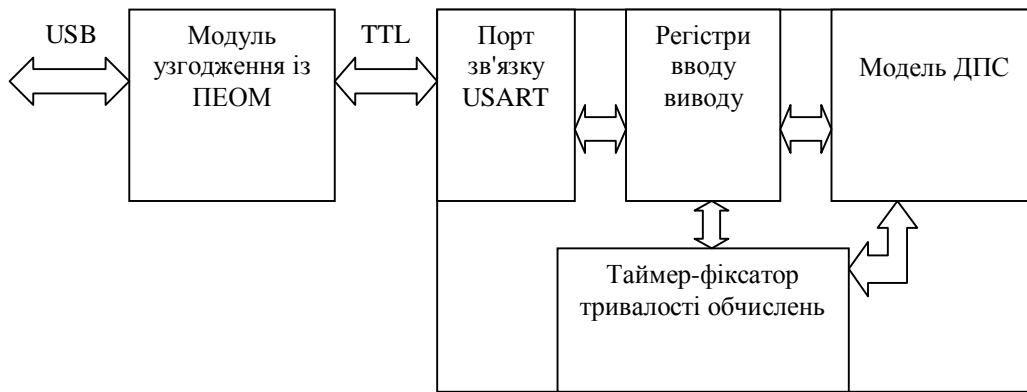 USB
Модуль
узгодження із
ПЕОМ
TTL
Порт
зв'язку
USART
Регістри
вводу
виводу
Модель ДПС
Таймер-фіксатор
тривалості обчислень